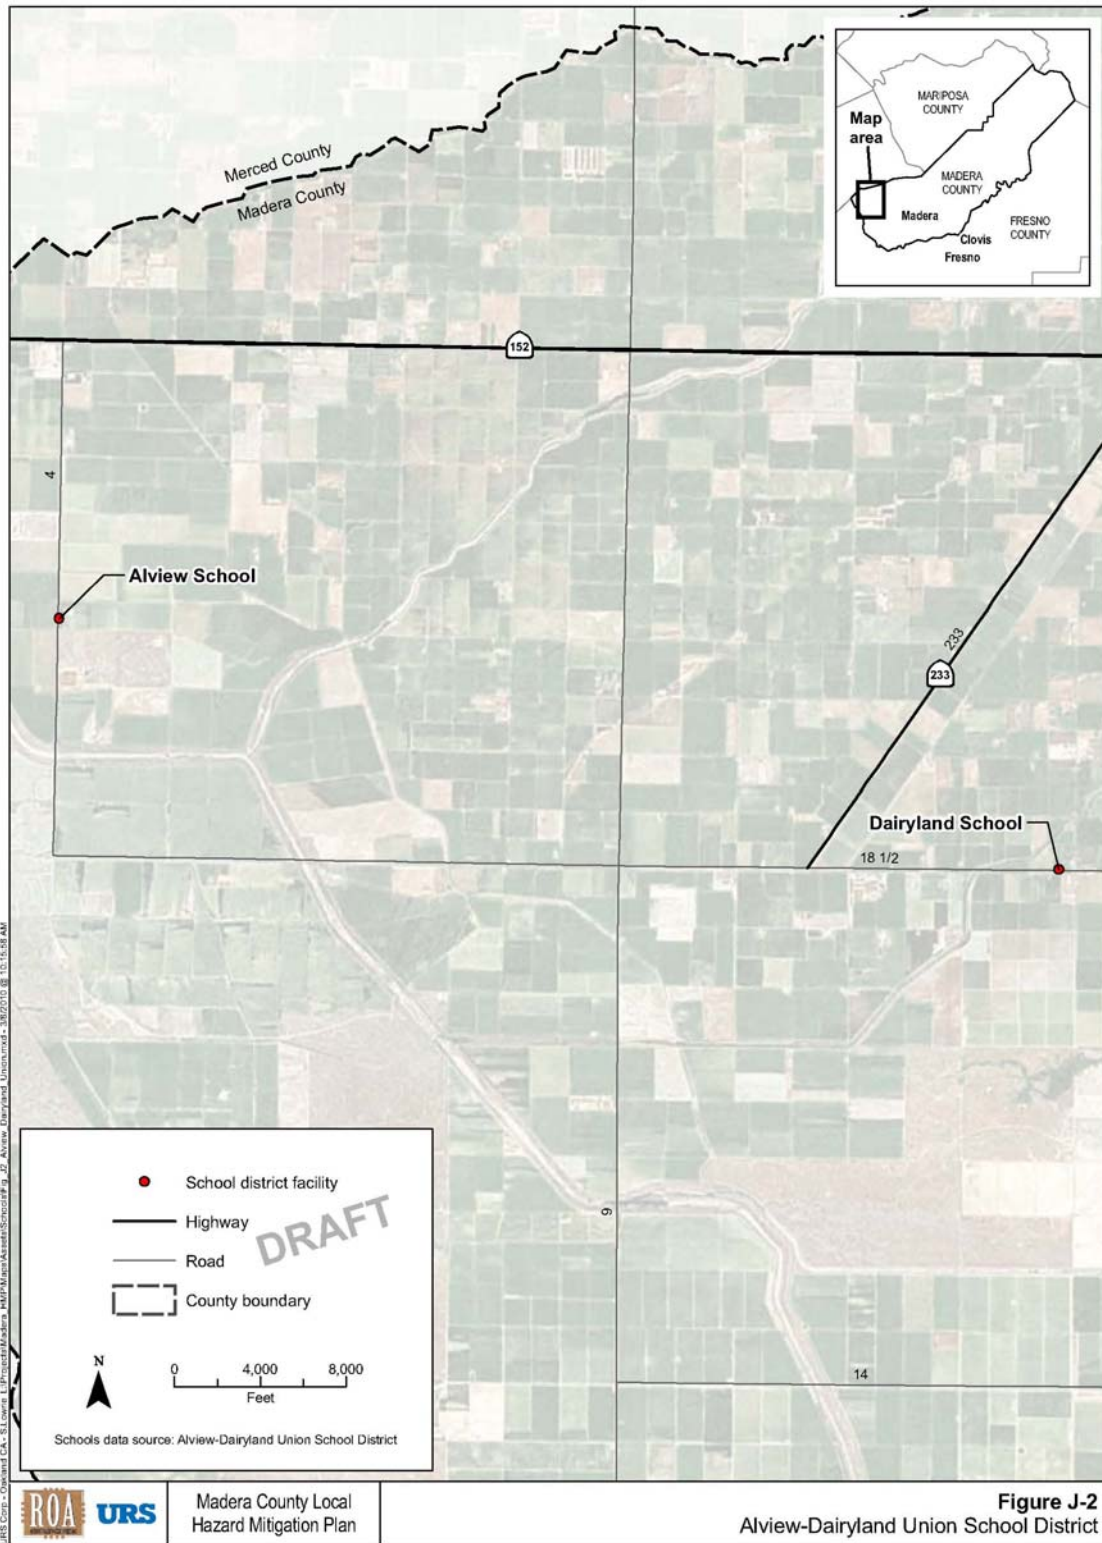 MARIPOSA
COUNTY
Map
area
MADERA
COUNTY
Madera
FRESNO
COUNTY
Clovis
Fresno
Merced County
Madera County
152
4
Alview School
233
233
Dairyland School
18 1/2
9
14
School district facility
Highway
Road
County boundary
DRAFT
N
0 4,000 8,000
Feet
Schools data source: Alview-Dairyland Union School District
ROA URS
Madera County Local
Hazard Mitigation Plan
Figure J-2
Alview-Dairyland Union School District